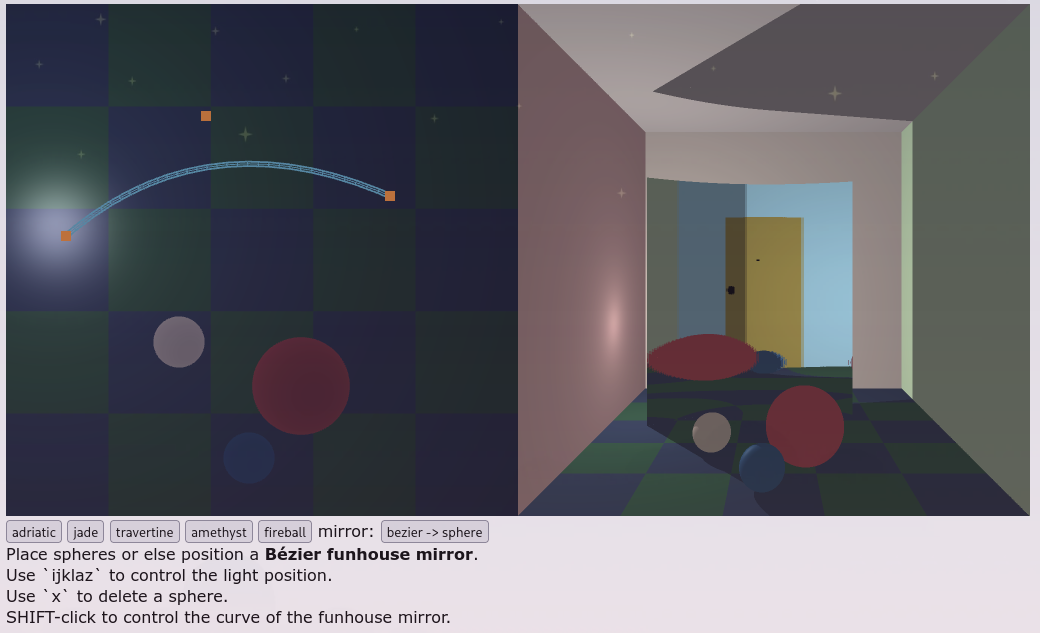 adriatic jade travertine amethyst fireball mirror: bezier -> sphere
Place spheres or else position a Bézier funhouse mirror.
Use `ijklaz` to control the light position.
Use `x` to delete a sphere.
SHIFT-click to control the curve of the funhouse mirror.